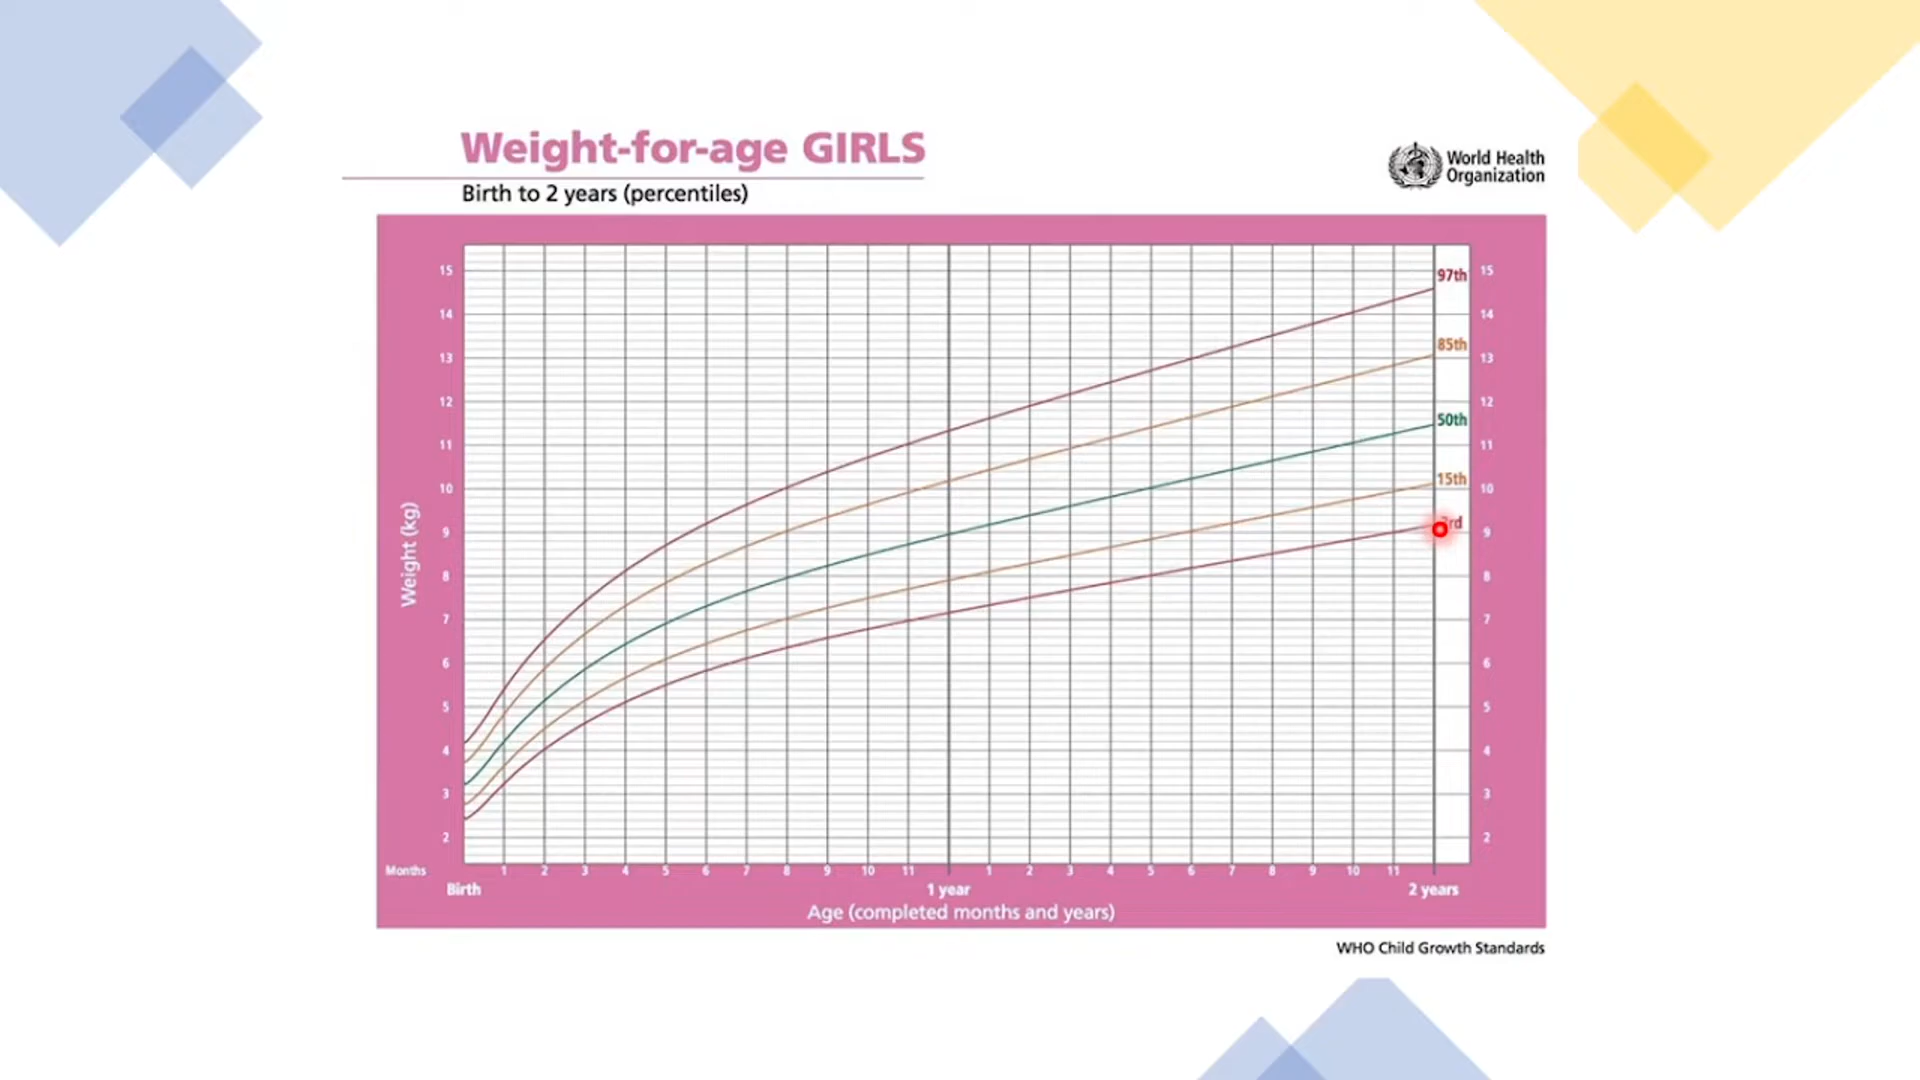 Weight-for-age GIRLS
Birth to 2 years (percentiles)
World Health
Organization
97th
15 15
14 14
85th
13 13
12 12
50th
11 11
15th
10 10
rd
9 9
8 8
7 7
6 6
5 5
4 4
3 3
2 2
Weight (kg)
Months 1 2 3 4 5 6 7 8 9 10 11 1 2 3 4 5 6 7 8 9 10 11
Birth 1 year 2 years
Age (completed months and years)
WHO Child Growth Standards